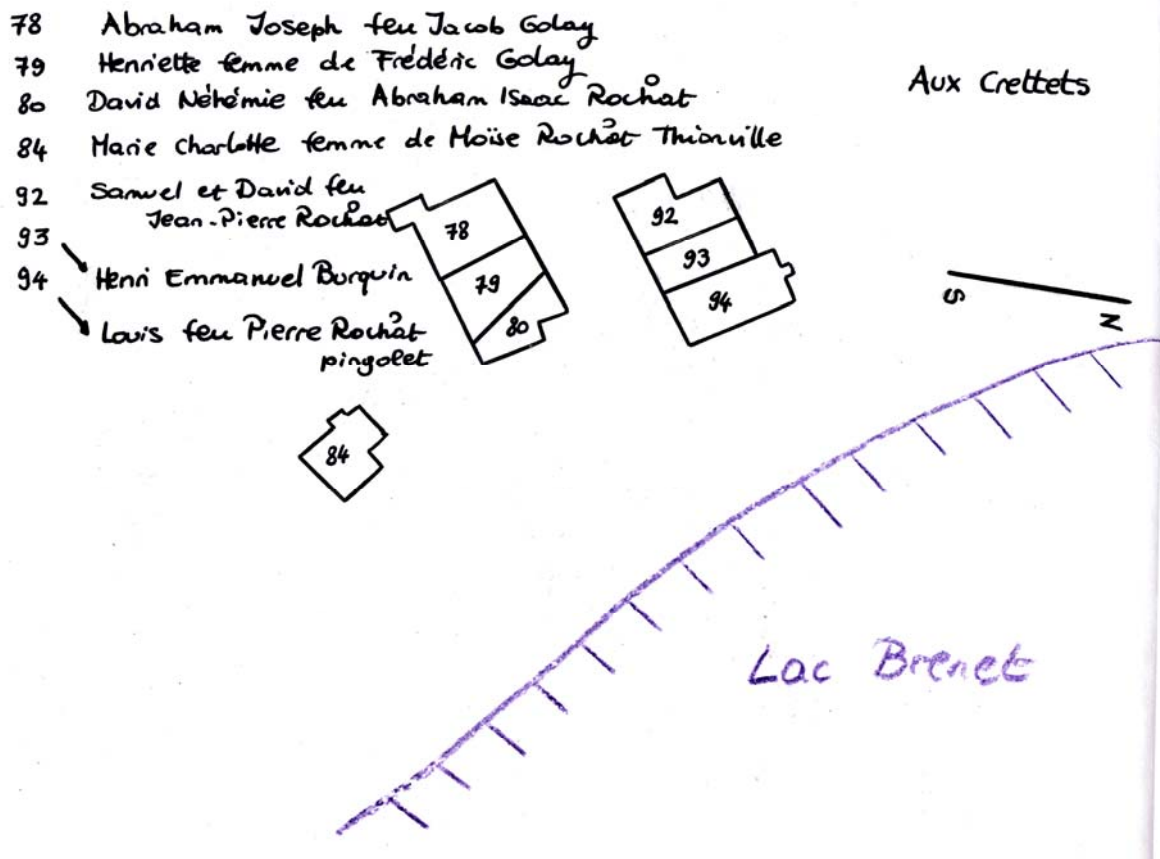 78 Abraham Joseph feu Jacob Golay
79 Henriette femme de Frédéric Golay
80 David Néhémie feu Abraham Isaac Rochat
84 Marie Charlotte femme de Moïse Rochat Thionville
92 Samuel et David feu
Jean-Pierre Rochat
93
Henri Emmanuel Burquin
94
Louis feu Pierre Rochat
pingolet
Aux Crettets
78
79
80
92
93
94
S
N
84
Lac Brenet